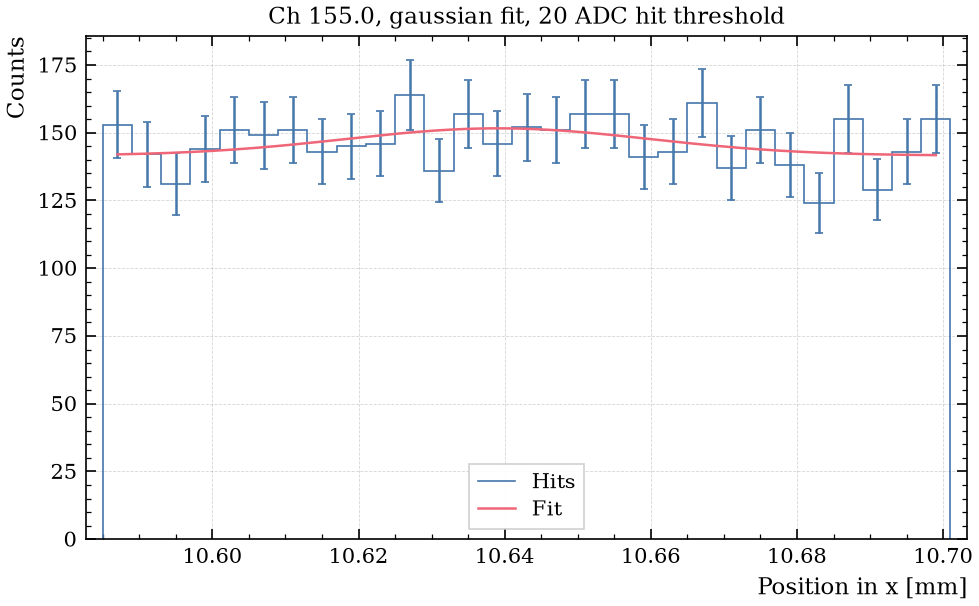 Ch 155.0, gaussian fit, 20 ADC hit threshold
Counts
175
150
125
100
75
50
25
0
Hits
Fit
10.60 10.62 10.64 10.66 10.68 10.70
Position in x [mm]